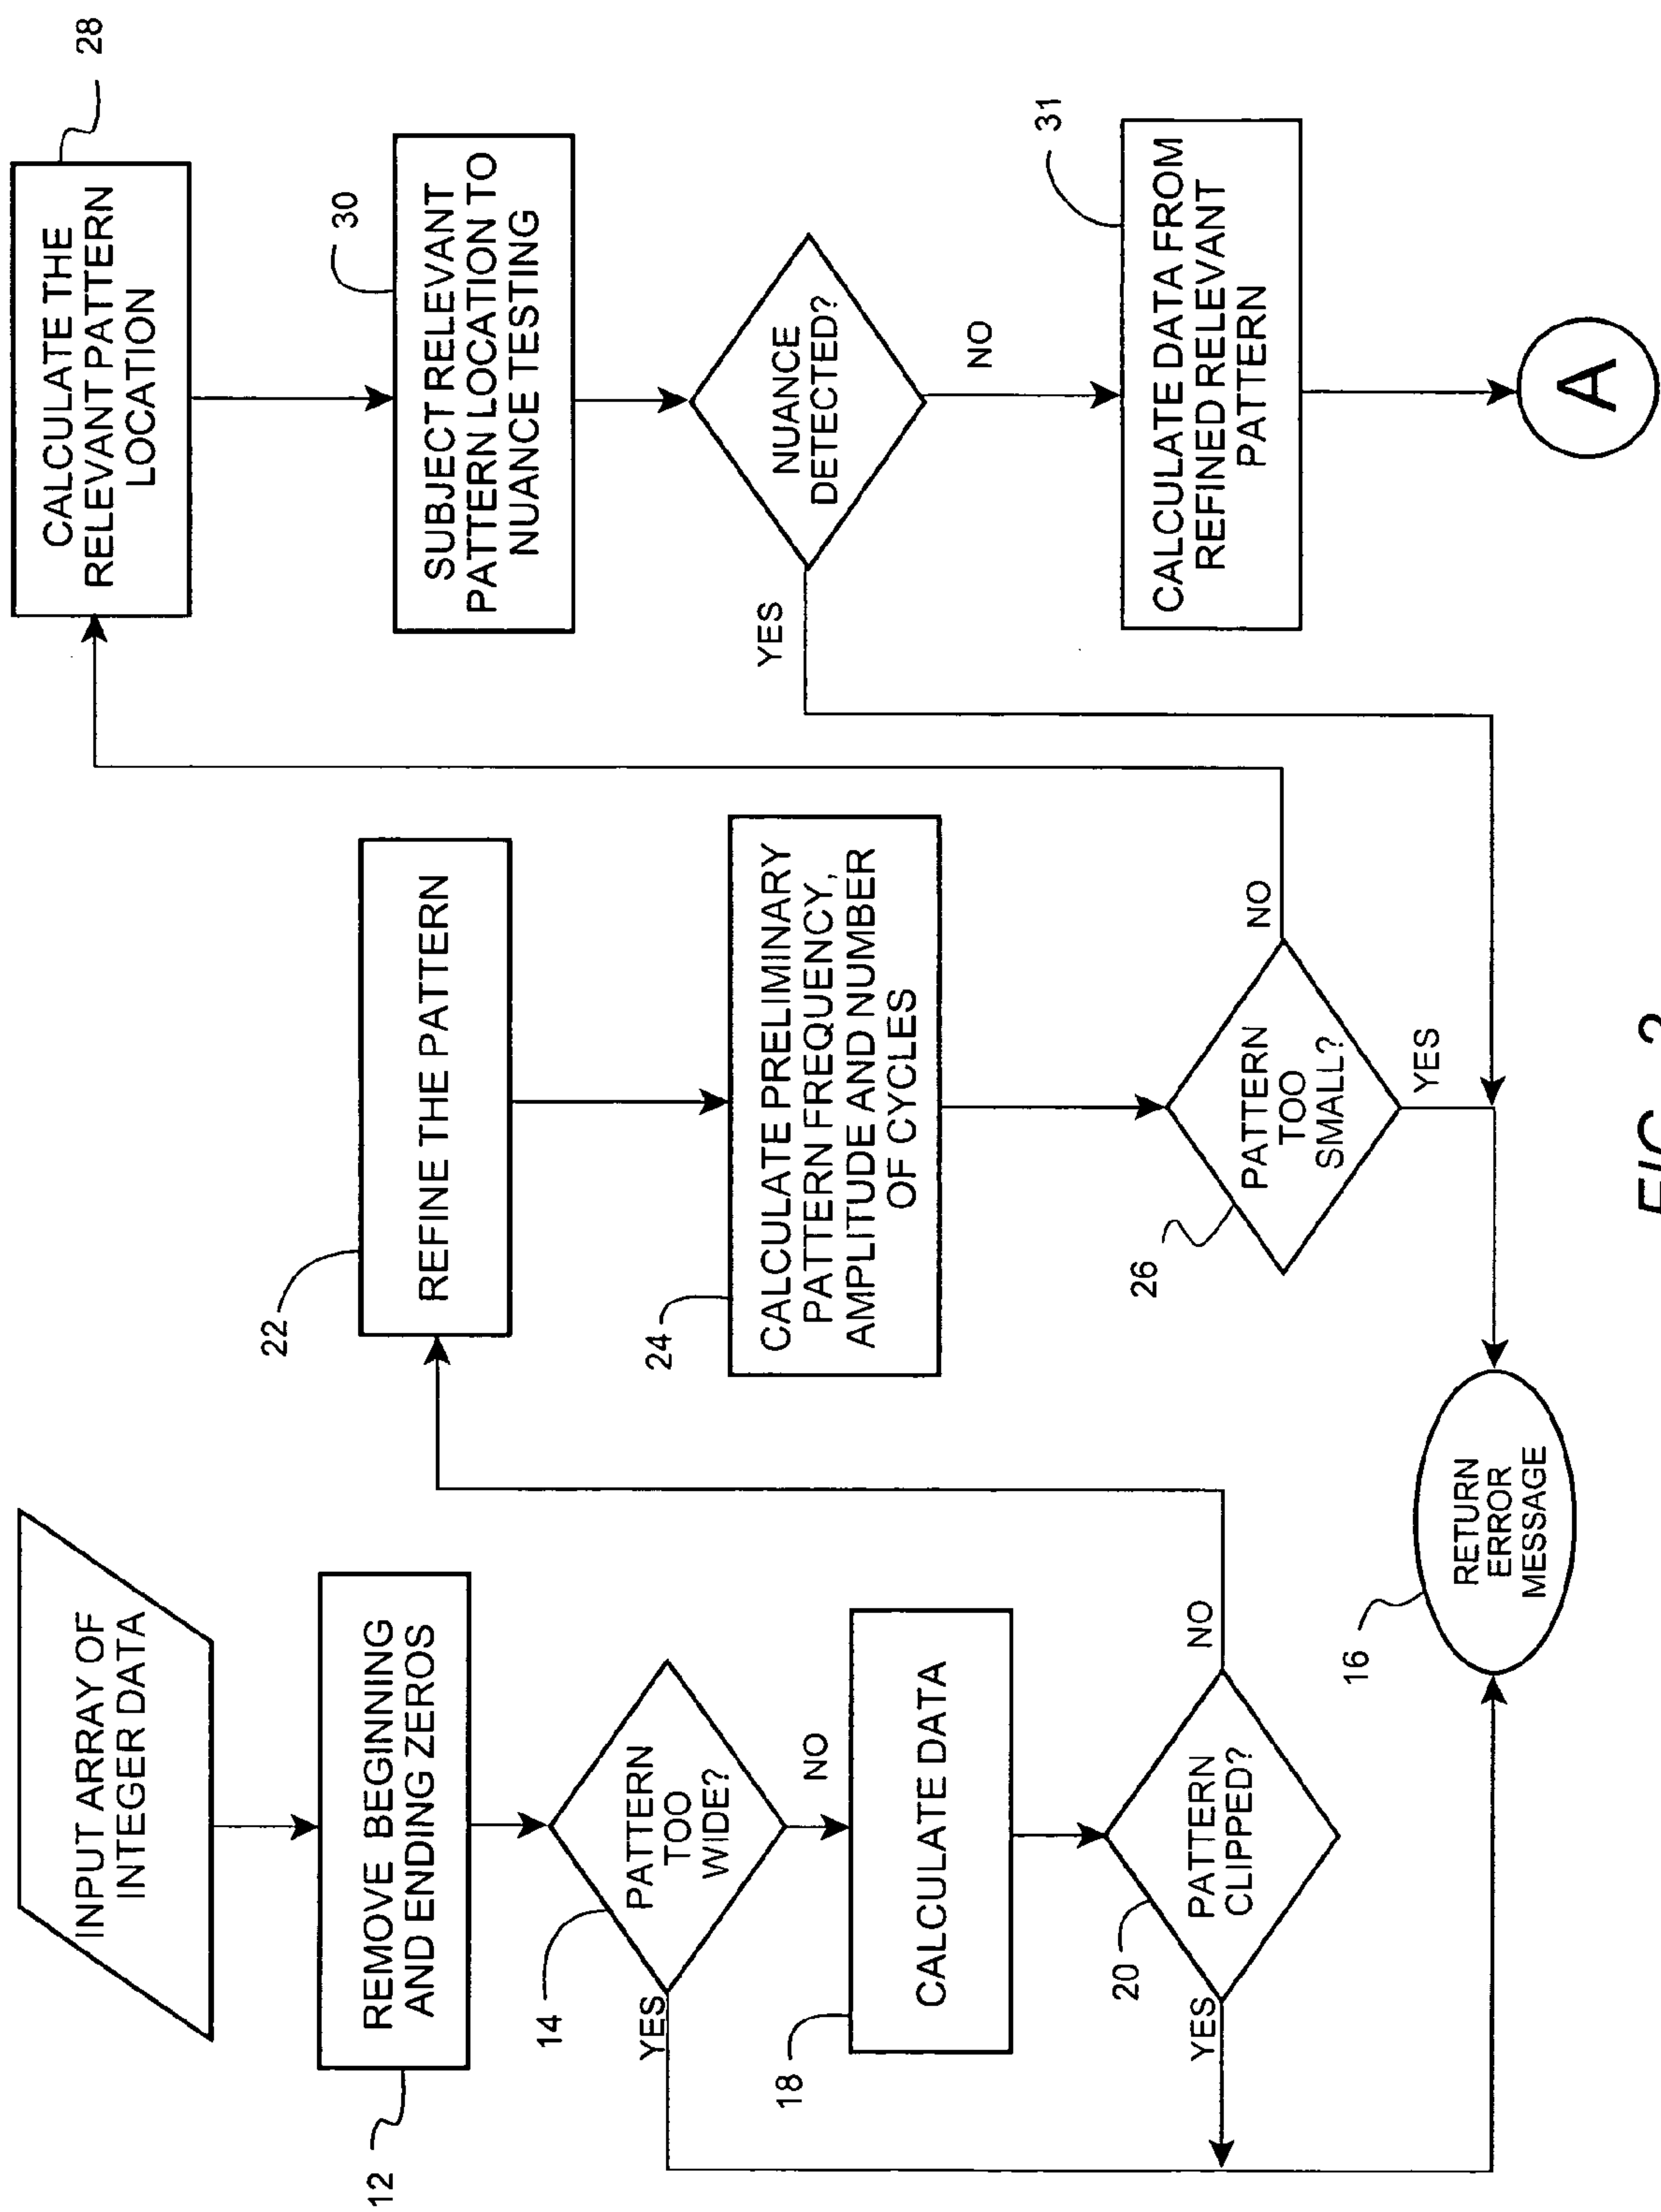 INPUT ARRAY OF
INTEGER DATA
REMOVE BEGINNING
AND ENDING ZEROS
12
PATTERN
TOO
WIDE?
14
YES
NO
CALCULATE DATA
18
PATTERN
CLIPPED?
20
YES
NO
REFINE THE PATTERN
22
CALCULATE PRELIMINARY
PATTERN FREQUENCY,
AMPLITUDE AND NUMBER
OF CYCLES
24
PATTERN
TOO
SMALL?
26
NO
YES
RETURN
ERROR
MESSAGE
16
CALCULATE THE
RELEVANT PATTERN
LOCATION
28
SUBJECT RELEVANT
PATTERN LOCATION TO
NUANCE TESTING
30
NUANCE
DETECTED?
YES
NO
CALCULATE DATA FROM
REFINED RELEVANT
PATTERN
31
A